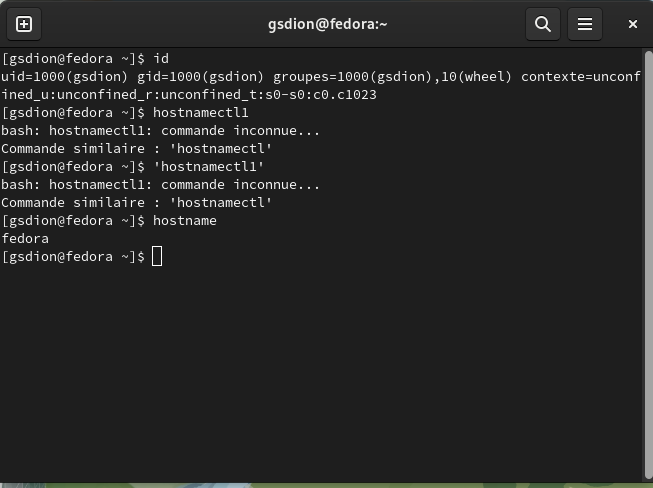 gsdion@fedora:~
[gsdion@fedora ~]$ id
uid=1000(gsdion) gid=1000(gsdion) groupes=1000(gsdion),10(wheel) contexte=unconf
ined_u:unconfined_r:unconfined_t:s0-s0:c0.c1023
[gsdion@fedora ~]$ hostnamectl1
bash: hostnamectl1: commande inconnue...
Commande similaire : 'hostnamectl'
[gsdion@fedora ~]$ 'hostnamectl1'
bash: hostnamectl1: commande inconnue...
Commande similaire : 'hostnamectl'
[gsdion@fedora ~]$ hostname
fedora
[gsdion@fedora ~]$